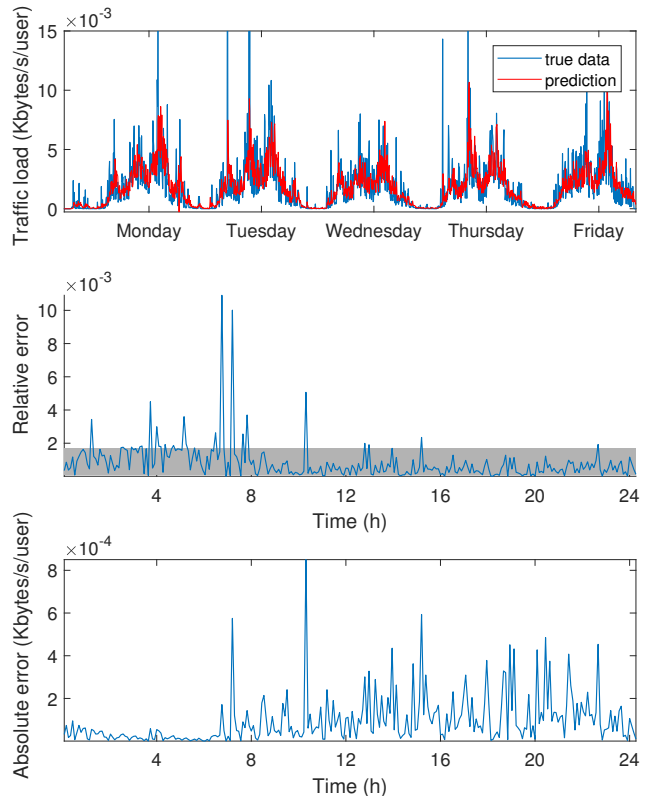 ×10⁻³
15
10
5
0
Traffic load (Kbytes/s/user)
true data
prediction
Monday Tuesday Wednesday Thursday Friday
×10⁻³
10
8
6
4
2
Relative error
4 8 12 16 20 24
Time (h)
×10⁻⁴
8
6
4
2
Absolute error (Kbytes/s/user)
4 8 12 16 20 24
Time (h)